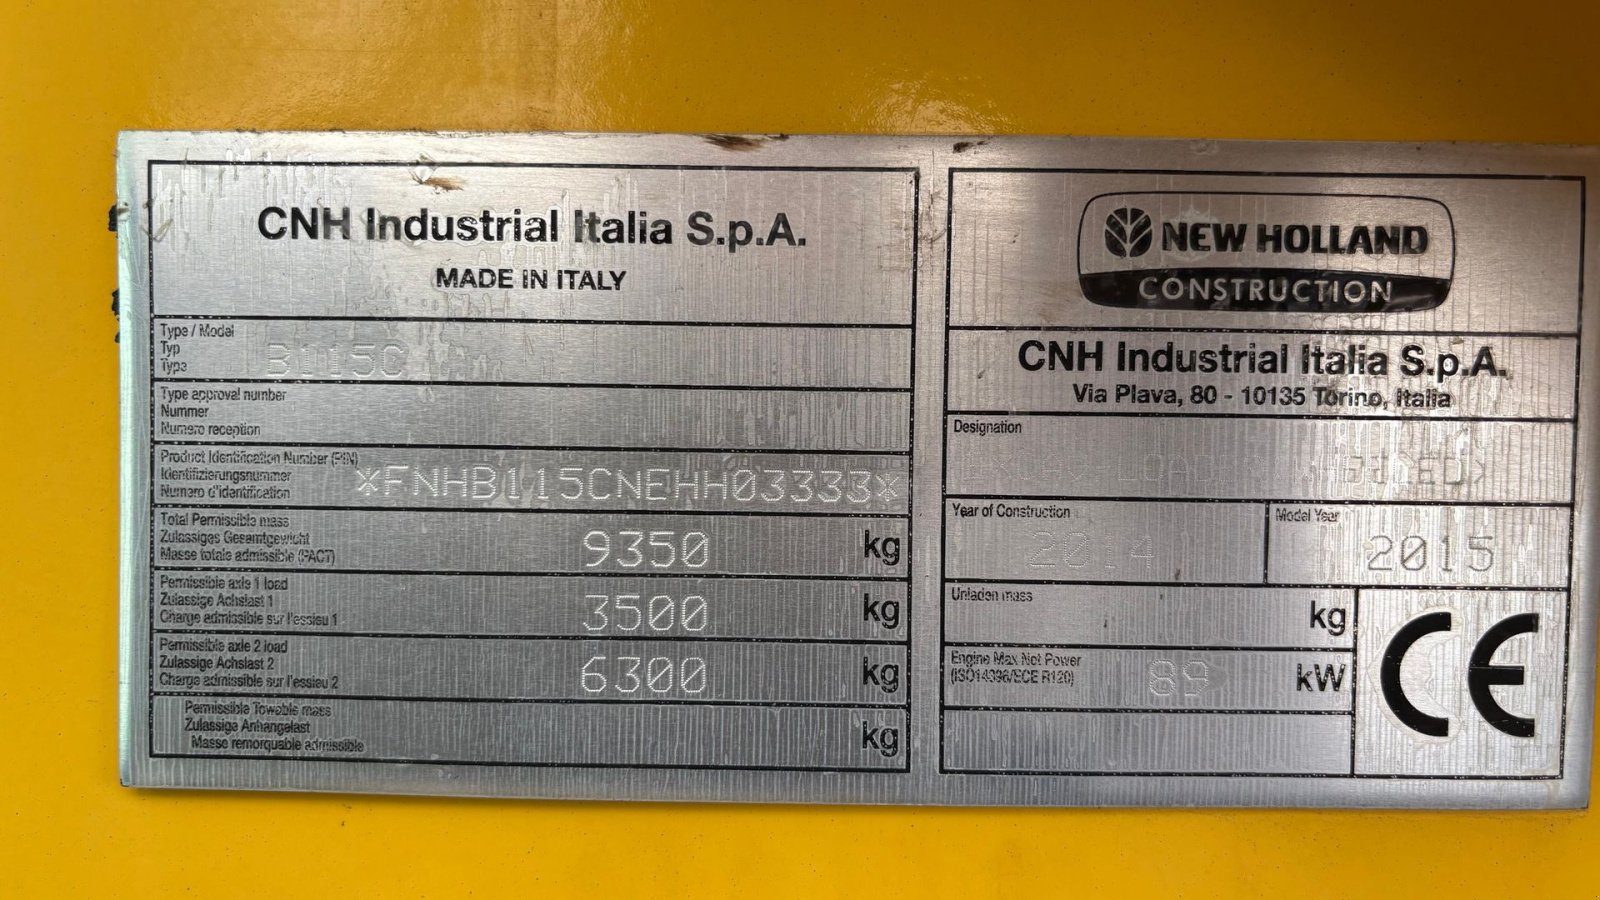 CNH Industrial Italia S.p.A.
MADE IN ITALY
Type / Model
Typ
Type
B115C
Type approval number
Nummer
Numero reception
Product Identification Number (PIN)
Identifizierungsnummer
Numero d'identification
*FNHB115CNEHH03333*
Total Permissible mass
Zulassiges Gesamtgewicht
Masse totale admissible (PACT)
9350 kg
Permissible axle 1 load
Zulassige Achslast 1
Charge admissible sur l'essieu 1
3500 kg
Permissible axle 2 load
Zulassige Achslast 2
Charge admissible sur l'essieu 2
6300 kg
Permissible Towable mass
Zulassige Anhangelast
Masse remorquable admissible
kg
NEW HOLLAND
CONSTRUCTION
CNH Industrial Italia S.p.A.
Via Plava, 80 - 10135 Torino, Italia
Designation
Year of Construction
2014
Model Year
2015
Unladen mass
kg
Engine Max Net Power
(ISO14396/ECE R120)
89 kW
CE